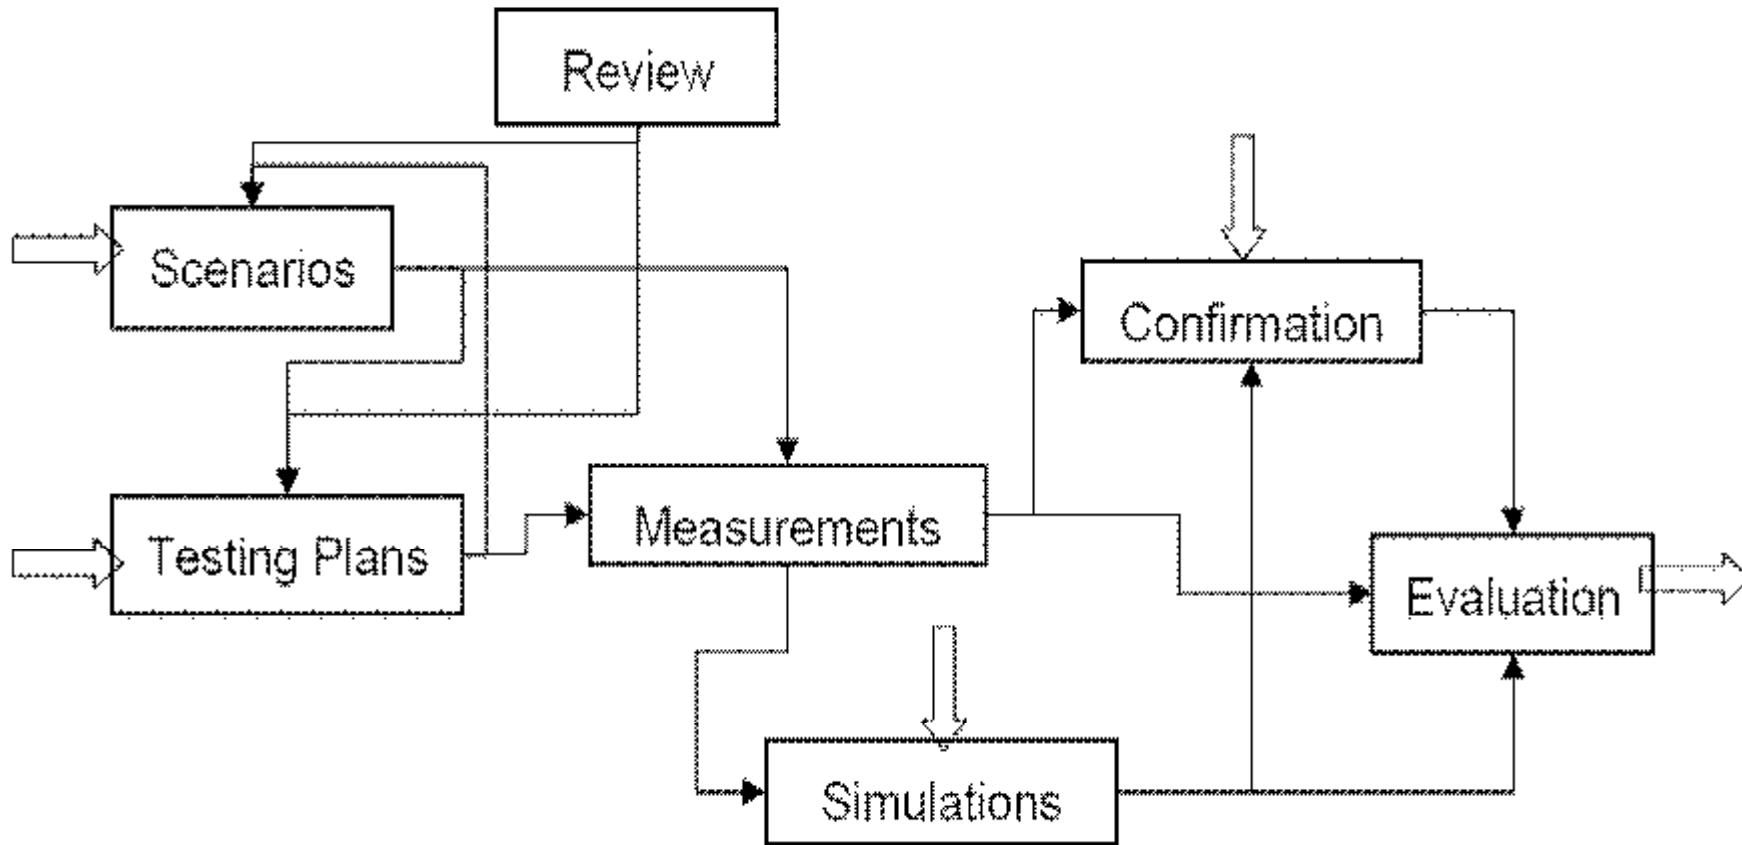 Review
Scenarios
Confirmation
Testing Plans
Measurements
Evaluation
Simulations